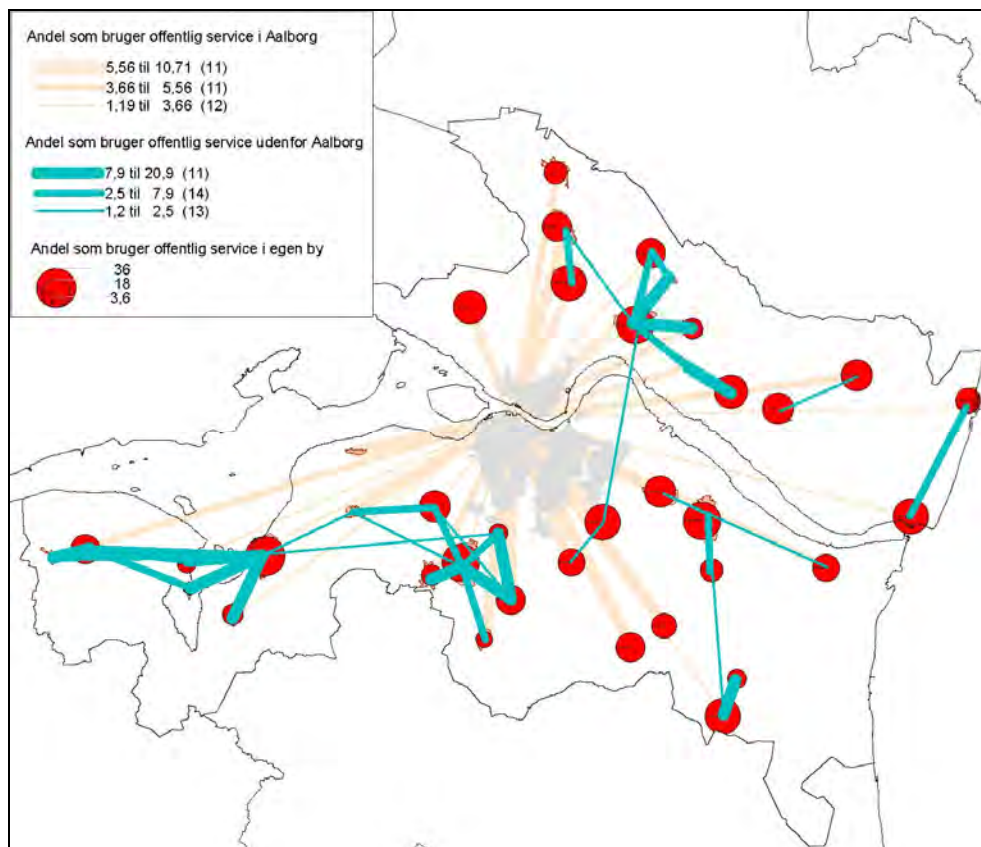 Andel som bruger offentlig service i Aalborg
5,56 til 10,71 (11)
3,66 til 5,56 (11)
1,19 til 3,66 (12)
Andel som bruger offentlig service udenfor Aalborg
7,9 til 20,9 (11)
2,5 til 7,9 (14)
1,2 til 2,5 (13)
Andel som bruger offentlig service i egen by
36
18
3,6